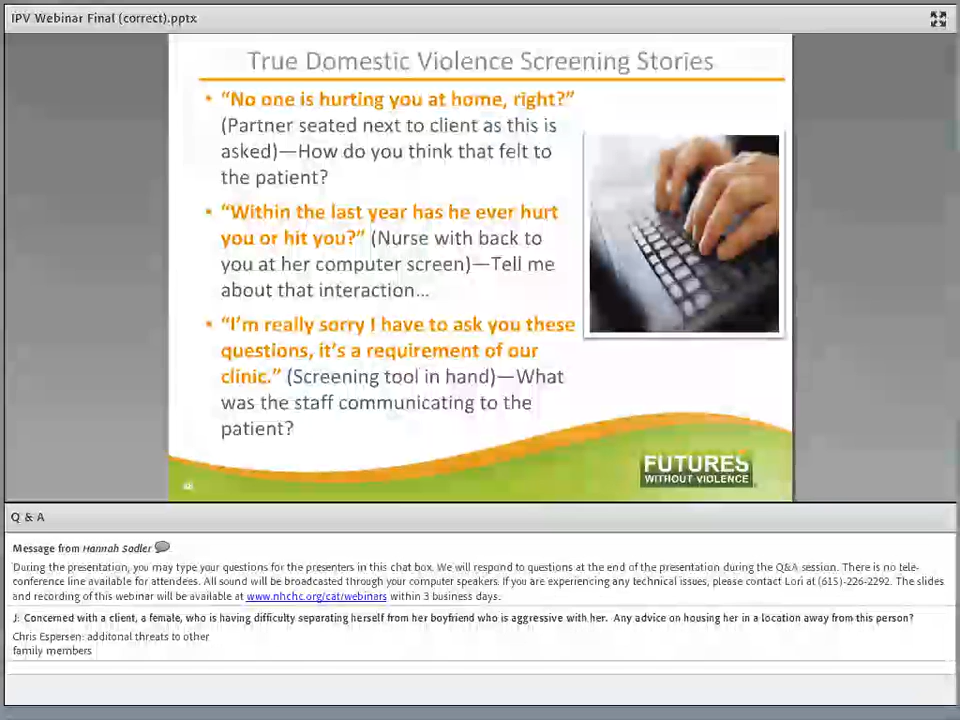 IPV Webinar Final (correct).pptx
True Domestic Violence Screening Stories
• “No one is hurting you at home, right?”
(Partner seated next to client as this is
asked)—How do you think that felt to
the patient?
• “Within the last year has he ever hurt
you or hit you?” (Nurse with back to
you at her computer screen)—Tell me
about that interaction...
• “I’m really sorry I have to ask you these
questions, it’s a requirement of our
clinic.” (Screening tool in hand)—What
was the staff communicating to the
patient?
FUTURES
WITHOUT VIOLENCE
Q & A
Message from Hannah Sadler
During the presentation, you may type your questions for the presenters in this chat box. We will respond to questions at the end of the presentation during the Q&A session. There is no tele-
conference line available for attendees. All sound will be broadcasted through your computer speakers. If you are experiencing any technical issues, please contact Lori at (615)-226-2292. The slides
and recording of this webinar will be available at www.nhchc.org/cat/webinars within 3 business days.
J: Concerned with a client, a female, who is having difficulty separating herself from her boyfriend who is aggressive with her. Any advice on housing her in a location away from this person?
Chris Espersen: additonal threats to other
family members